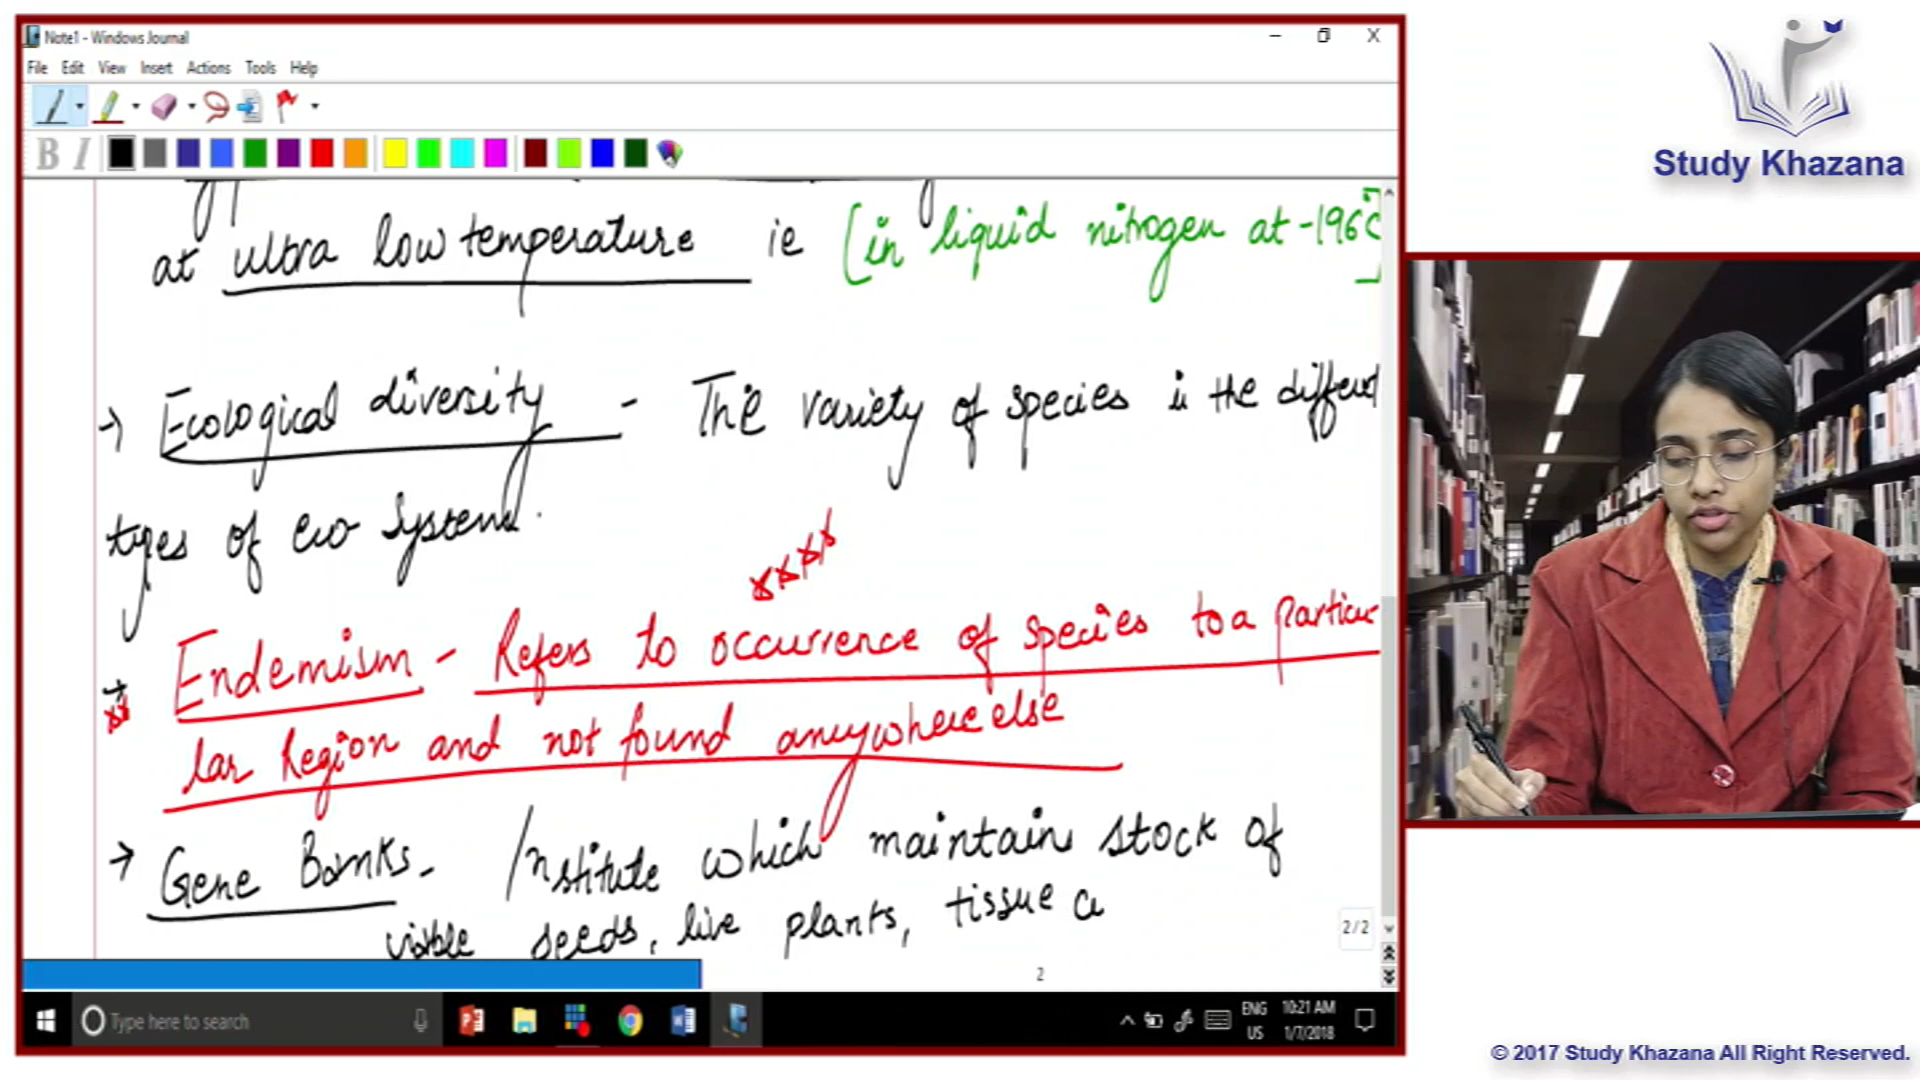 Note1 - Windows Journal
File Edit View Insert Actions Tools Help
B I
at ultra low temperature ie [in liquid nitrogen at -196°C]
→ Ecological diversity - The variety of species in the different
types of eco systems.
→ Endemism - Refers to occurrence of species to a particu
lar Region and not found anywhere else
→ Gene Banks - Institute which maintains stock of
viable seeds, live plants, tissue
2/2
2
Type here to search
ENG
US
10:21 AM
1/7/2018
Study Khazana
© 2017 Study Khazana All Right Reserved.